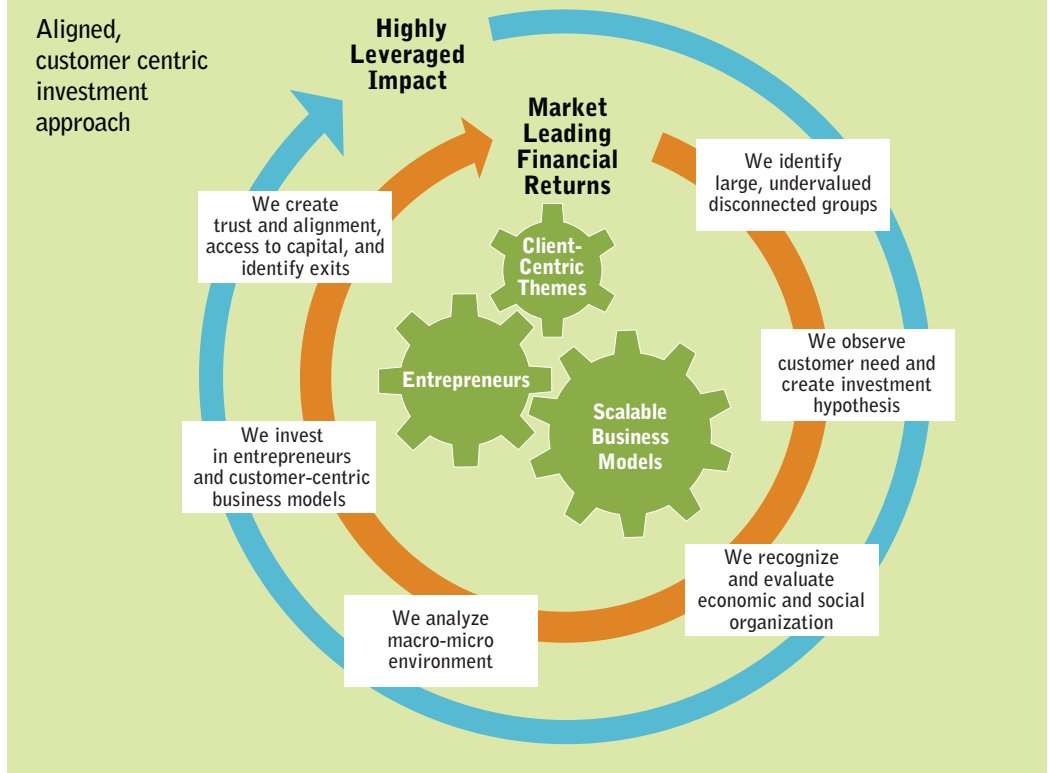 Aligned,
customer centric
investment
approach
Highly
Leveraged
Impact
Market
Leading
Financial
Returns
We identify
large, undervalued
disconnected groups
We observe
customer need and
create investment
hypothesis
We recognize
and evaluate
economic and social
organization
We analyze
macro-micro
environment
We invest
in entrepreneurs
and customer-centric
business models
We create
trust and alignment,
access to capital, and
identify exits
Client-
Centric
Themes
Entrepreneurs
Scalable
Business
Models